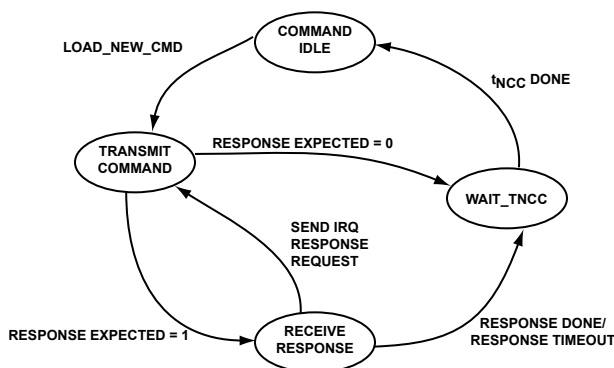 COMMAND
IDLE
LOAD_NEW_CMD
tNCC DONE
TRANSMIT
COMMAND
RESPONSE EXPECTED = 0
WAIT_TNCC
SEND IRQ
RESPONSE
REQUEST
RESPONSE EXPECTED = 1
RECEIVE
RESPONSE
RESPONSE DONE/
RESPONSE TIMEOUT